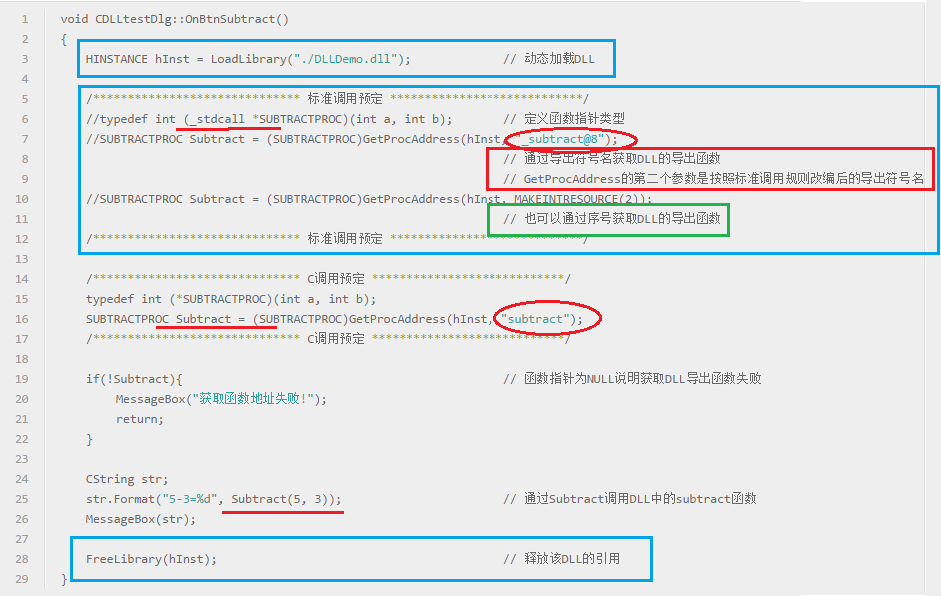 1 void CDLLtestDlg::OnBtnSubtract()
2 {
3 HINSTANCE hInst = LoadLibrary("./DLLDemo.dll"); // 动态加载DLL
4
5 /**************************** 标准调用预定 **************************/
6 //typedef int (_stdcall *SUBTRACTPROC)(int a, int b); // 定义函数指针类型
7 //SUBTRACTPROC Subtract = (SUBTRACTPROC)GetProcAddress(hInst, "_subtract@8");
8 // 通过导出符号名获取DLL的导出函数
9 // GetProcAddress的第二个参数是按照标准调用规则改编后的导出符号名
10 //SUBTRACTPROC Subtract = (SUBTRACTPROC)GetProcAddress(hInst, MAKEINTRESOURCE(2));
11 // 也可以通过序号获取DLL的导出函数
12 /**************************** 标准调用预定 **************************/
13
14 /**************************** C调用预定 **************************/
15 typedef int (*SUBTRACTPROC)(int a, int b);
16 SUBTRACTPROC Subtract = (SUBTRACTPROC)GetProcAddress(hInst, "subtract");
17 /**************************** C调用预定 **************************/
18
19 if(!Subtract){ // 函数指针为NULL说明获取DLL导出函数失败
20 MessageBox("获取函数地址失败!");
21 return;
22 }
23
24 CString str;
25 str.Format("5-3=%d", Subtract(5, 3)); // 通过Subtract调用DLL中的subtract函数
26 MessageBox(str);
27
28 FreeLibrary(hInst); // 释放该DLL的引用
29 }